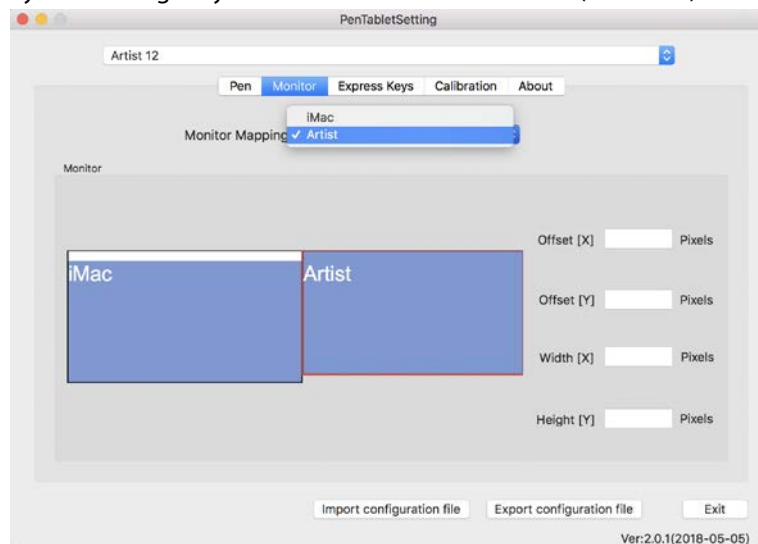 PenTabletSetting
Artist 12
Pen Monitor Express Keys Calibration About
iMac
Monitor Mapping ✓ Artist
Monitor
iMac
Artist
Offset [X] Pixels
Offset [Y] Pixels
Width [X] Pixels
Height [Y] Pixels
Import configuration file Export configuration file Exit
Ver:2.0.1(2018-05-05)